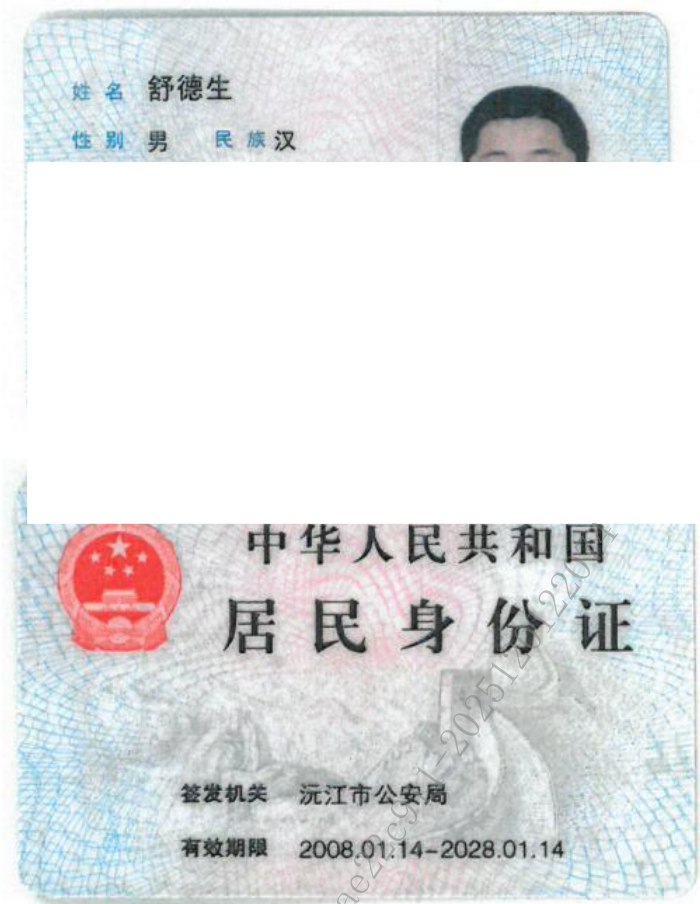 姓名 舒德生
性别 男 民族 汉
中华人民共和国
居民身份证
签发机关 沅江市公安局
有效期限 2008.01.14-2028.01.14